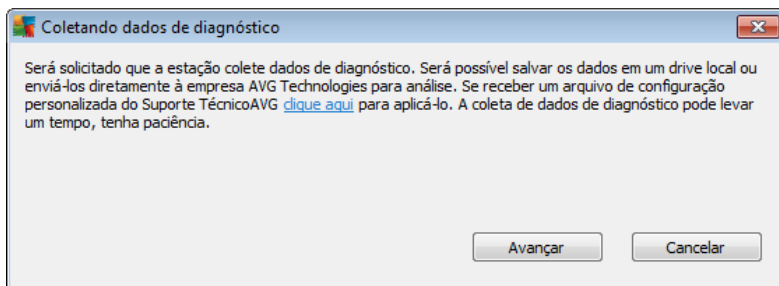 Coletando dados de diagnóstico
Será solicitado que a estação colete dados de diagnóstico. Será possível salvar os dados em um drive local ou
enviá-los diretamente à empresa AVG Technologies para análise. Se receber um arquivo de configuração
personalizada do Suporte TécnicoAVG clique aqui para aplicá-lo. A coleta de dados de diagnóstico pode levar
um tempo, tenha paciência.
Avançar Cancelar